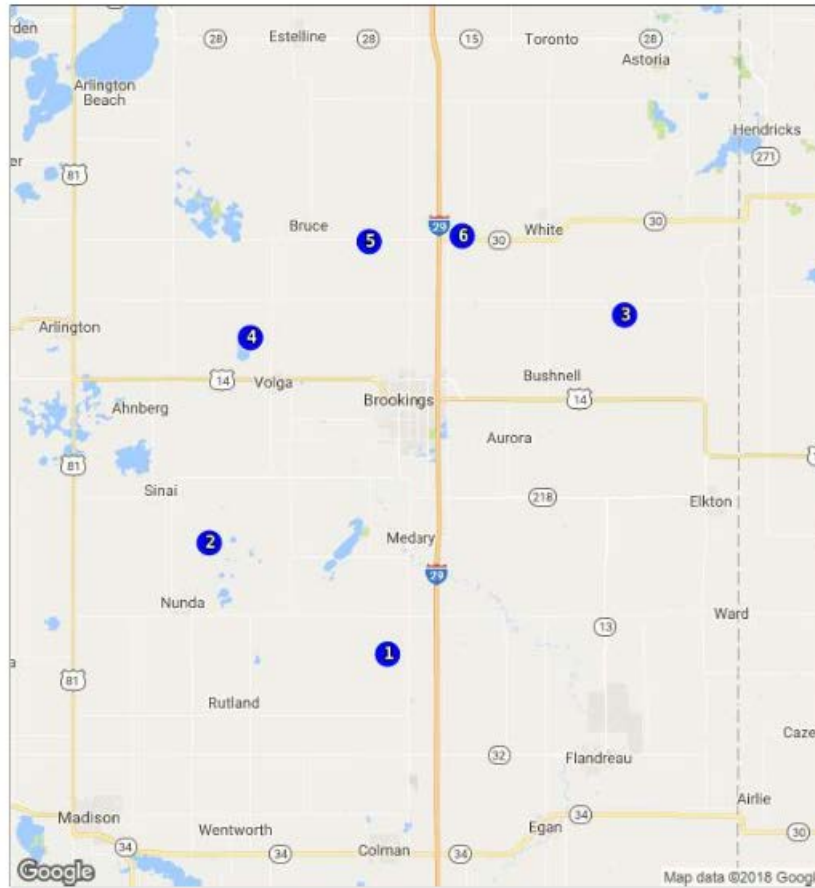 rden
28
Estelline
28
15
Toronto
28
Astoria
Arlington
Beach
Hendricks
271
er
81
Bruce
5
29
6
30
White
30
Arlington
4
3
14
Volga
Bushnell
Brookings
14
Ahnberg
Aurora
81
Sinai
218
Elkton
2
Medary
29
Nunda
Ward
13
1
a
81
Rutland
Caze
32
Flandreau
Madison
Airlie
34
Wentworth
34
Egan
34
30
34
Colman
34
Google
Map data ©2018 Googl